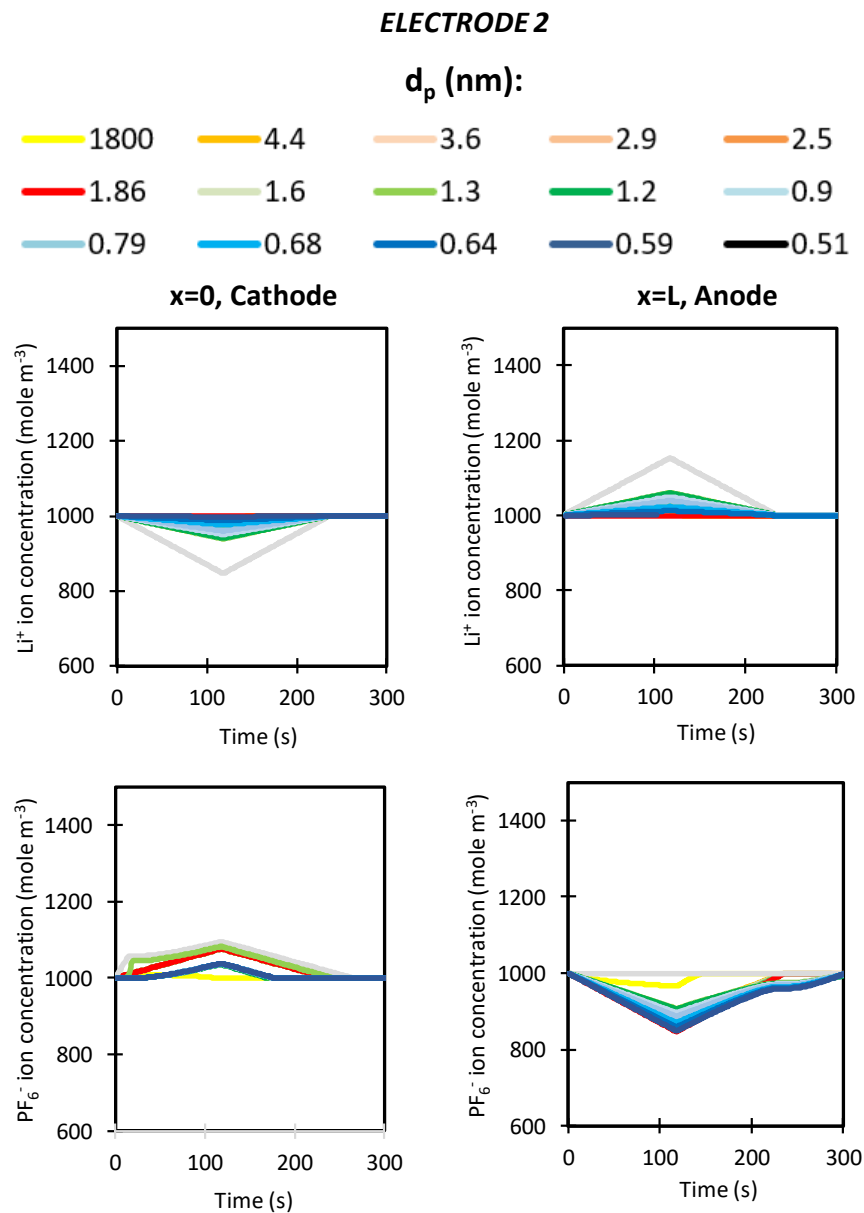 ELECTRODE 2
d_p (nm):
1800 4.4 3.6 2.9 2.5
1.86 1.6 1.3 1.2 0.9
0.79 0.68 0.64 0.59 0.51
x=0, Cathode
x=L, Anode
Li⁺ ion concentration (mole m⁻³)
1400
1200
1000
800
600
0 100 200 300
Time (s)
Li⁺ ion concentration (mole m⁻³)
1400
1200
1000
800
600
0 100 200 300
Time (s)
PF₆⁻ ion concentration (mole m⁻³)
1400
1200
1000
800
600
0 100 200 300
Time (s)
PF₆⁻ ion concentration (mole m⁻³)
1400
1200
1000
800
600
0 100 200 300
Time (s)